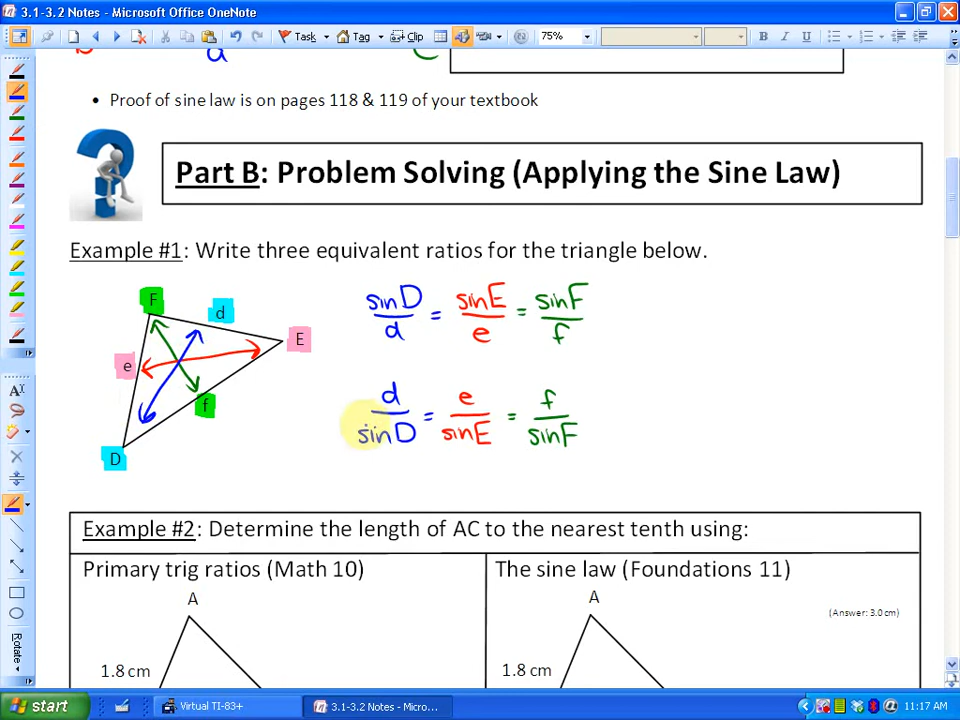 3.1-3.2 Notes - Microsoft Office OneNote
Task Tag Clip 75% B I U
b a c
• Proof of sine law is on pages 118 & 119 of your textbook
Part B: Problem Solving (Applying the Sine Law)
Example #1: Write three equivalent ratios for the triangle below.
F d E e f D
sinD/d = sinE/e = sinF/f
d/sinD = e/sinE = f/sinF
Example #2: Determine the length of AC to the nearest tenth using:
Primary trig ratios (Math 10)
The sine law (Foundations 11)
A
A
(Answer: 3.0 cm)
1.8 cm
1.8 cm
Rotate
start
Virtual TI-83+
3.1-3.2 Notes - Micros...
11:17 AM